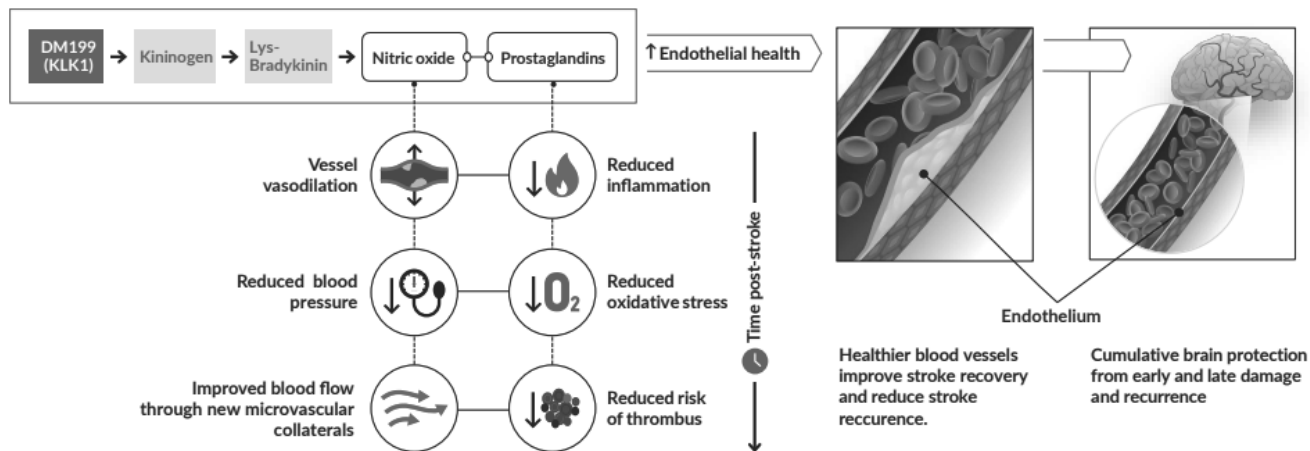 DM199
(KLK1)
Kininogen
Lys-
Bradykinin
Nitric oxide
Prostaglandins
↑ Endothelial health
Vessel
vasodilation
Reduced
inflammation
Reduced blood
pressure
O2
Reduced
oxidative stress
Improved blood flow
through new microvascular
collaterals
Reduced risk
of thrombus
Time post-stroke
Endothelium
Healthier blood vessels
improve stroke recovery
and reduce stroke
reccurence.
Cumulative brain protection
from early and late damage
and recurrence